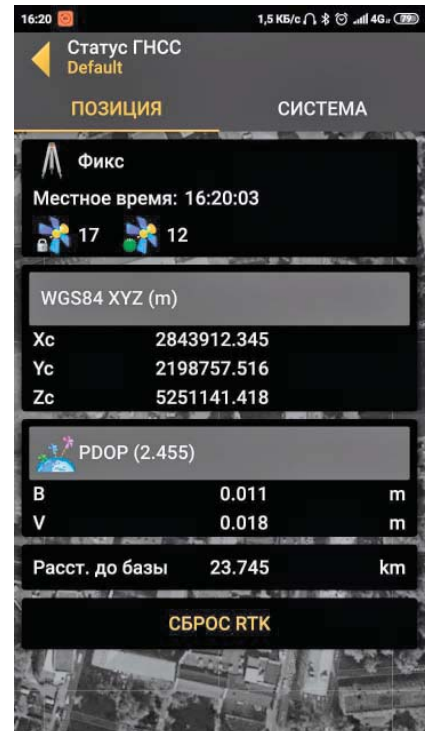 16:20 1,5 КБ/с 4G 79
Статус ГНСС
Default
ПОЗИЦИЯ СИСТЕМА
Фикс
Местное время: 16:20:03
17 12
WGS84 XYZ (m)
Xc 2843912.345
Yc 2198757.516
Zc 5251141.418
PDOP (2.455)
В 0.011 m
V 0.018 m
Расст. до базы 23.745 km
СБРОС RTK